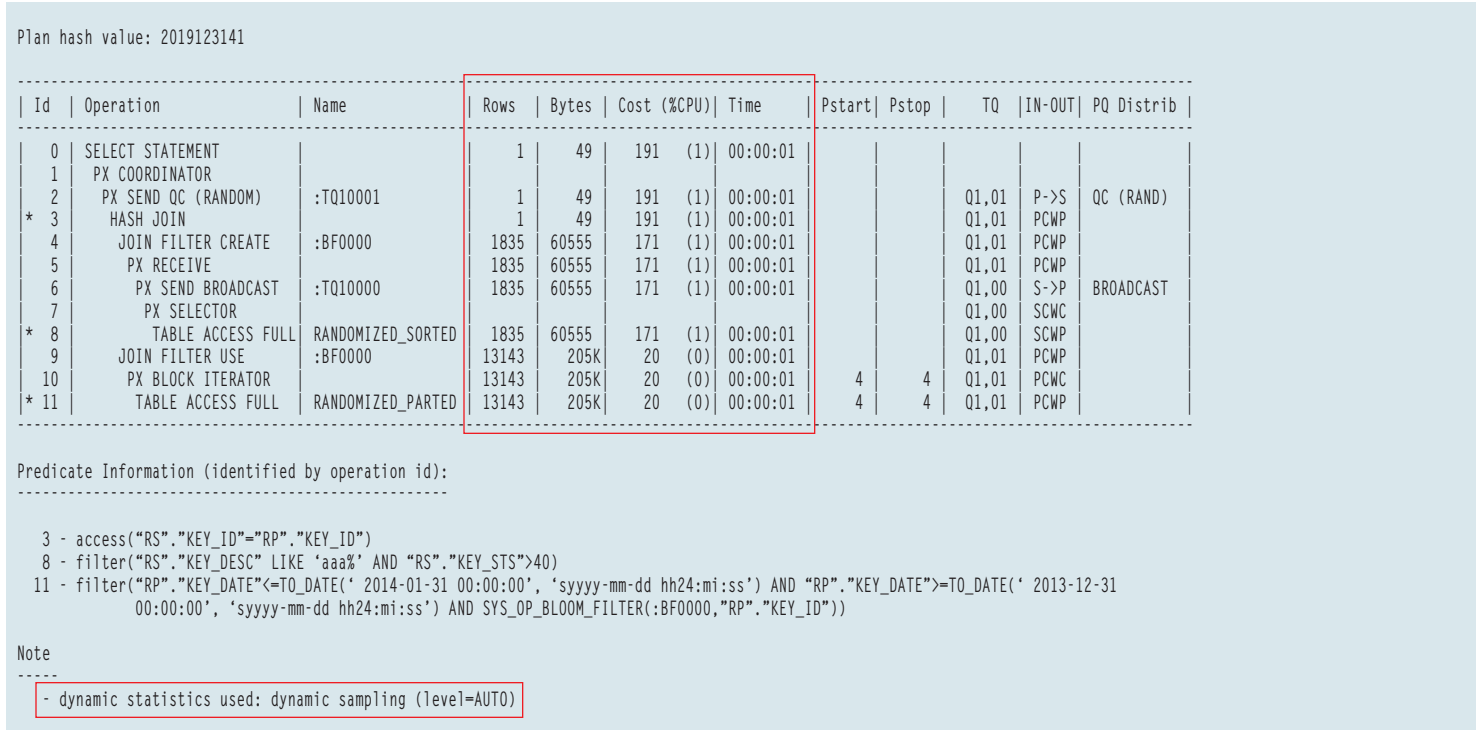 Plan hash value: 2019123141
--------------------------------------------------------------------------------------------------------------------------------------------
| Id | Operation | Name | Rows | Bytes | Cost (%CPU)| Time | Pstart| Pstop | TQ |IN-OUT| PQ Distrib |
--------------------------------------------------------------------------------------------------------------------------------------------
| 0 | SELECT STATEMENT | | 1 | 49 | 191 (1)| 00:00:01 | | | | | |
| 1 | PX COORDINATOR | | | | | | | | | | |
| 2 | PX SEND QC (RANDOM) | :TQ10001 | 1 | 49 | 191 (1)| 00:00:01 | | | Q1,01 | P->S | QC (RAND) |
|* 3 | HASH JOIN | | 1 | 49 | 191 (1)| 00:00:01 | | | Q1,01 | PCWP | |
| 4 | JOIN FILTER CREATE | :BF0000 | 1835 | 60555 | 171 (1)| 00:00:01 | | | Q1,01 | PCWP | |
| 5 | PX RECEIVE | | 1835 | 60555 | 171 (1)| 00:00:01 | | | Q1,01 | PCWP | |
| 6 | PX SEND BROADCAST | :TQ10000 | 1835 | 60555 | 171 (1)| 00:00:01 | | | Q1,00 | S->P | BROADCAST |
| 7 | PX SELECTOR | | | | | | | | Q1,00 | SCWC | |
|* 8 | TABLE ACCESS FULL| RANDOMIZED_SORTED | 1835 | 60555 | 171 (1)| 00:00:01 | | | Q1,00 | SCWP | |
| 9 | JOIN FILTER USE | :BF0000 | 13143 | 205K| 20 (0)| 00:00:01 | | | Q1,01 | PCWP | |
| 10 | PX BLOCK ITERATOR | | 13143 | 205K| 20 (0)| 00:00:01 | 4 | 4 | Q1,01 | PCWC | |
|* 11 | TABLE ACCESS FULL | RANDOMIZED_PARTED | 13143 | 205K| 20 (0)| 00:00:01 | 4 | 4 | Q1,01 | PCWP | |
--------------------------------------------------------------------------------------------------------------------------------------------
Predicate Information (identified by operation id):
---------------------------------------------------
3 - access(“RS”."KEY_ID"="RP"."KEY_ID")
8 - filter(“RS”."KEY_DESC" LIKE ‘aaa%’ AND “RS”."KEY_STS">40)
11 - filter(“RP”."KEY_DATE"<=TO_DATE(‘ 2014-01-31 00:00:00’, ‘syyyy-mm-dd hh24:mi:ss’) AND “RP”."KEY_DATE">=TO_DATE(‘ 2013-12-31
00:00:00’, ‘syyyy-mm-dd hh24:mi:ss’) AND SYS_OP_BLOOM_FILTER(:BF0000,"RP"."KEY_ID"))
Note
-----
- dynamic statistics used: dynamic sampling (level=AUTO)